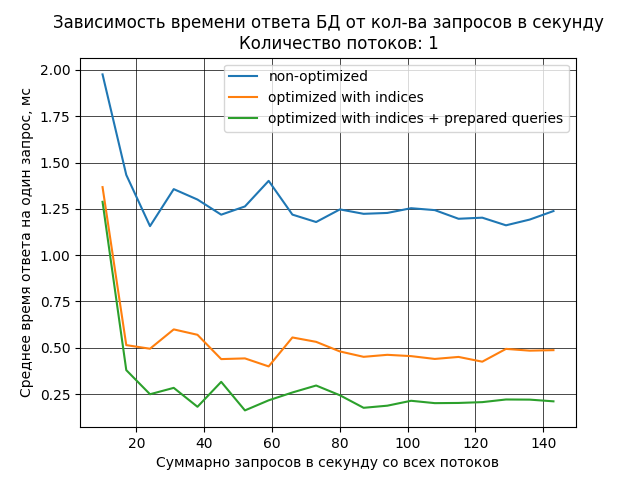 Зависимость времени ответа БД от кол-ва запросов в секунду
Количество потоков: 1
non-optimized
optimized with indices
optimized with indices + prepared queries
Среднее время ответа на один запрос, мс
2.00
1.75
1.50
1.25
1.00
0.75
0.50
0.25
20 40 60 80 100 120 140
Суммарно запросов в секунду со всех потоков